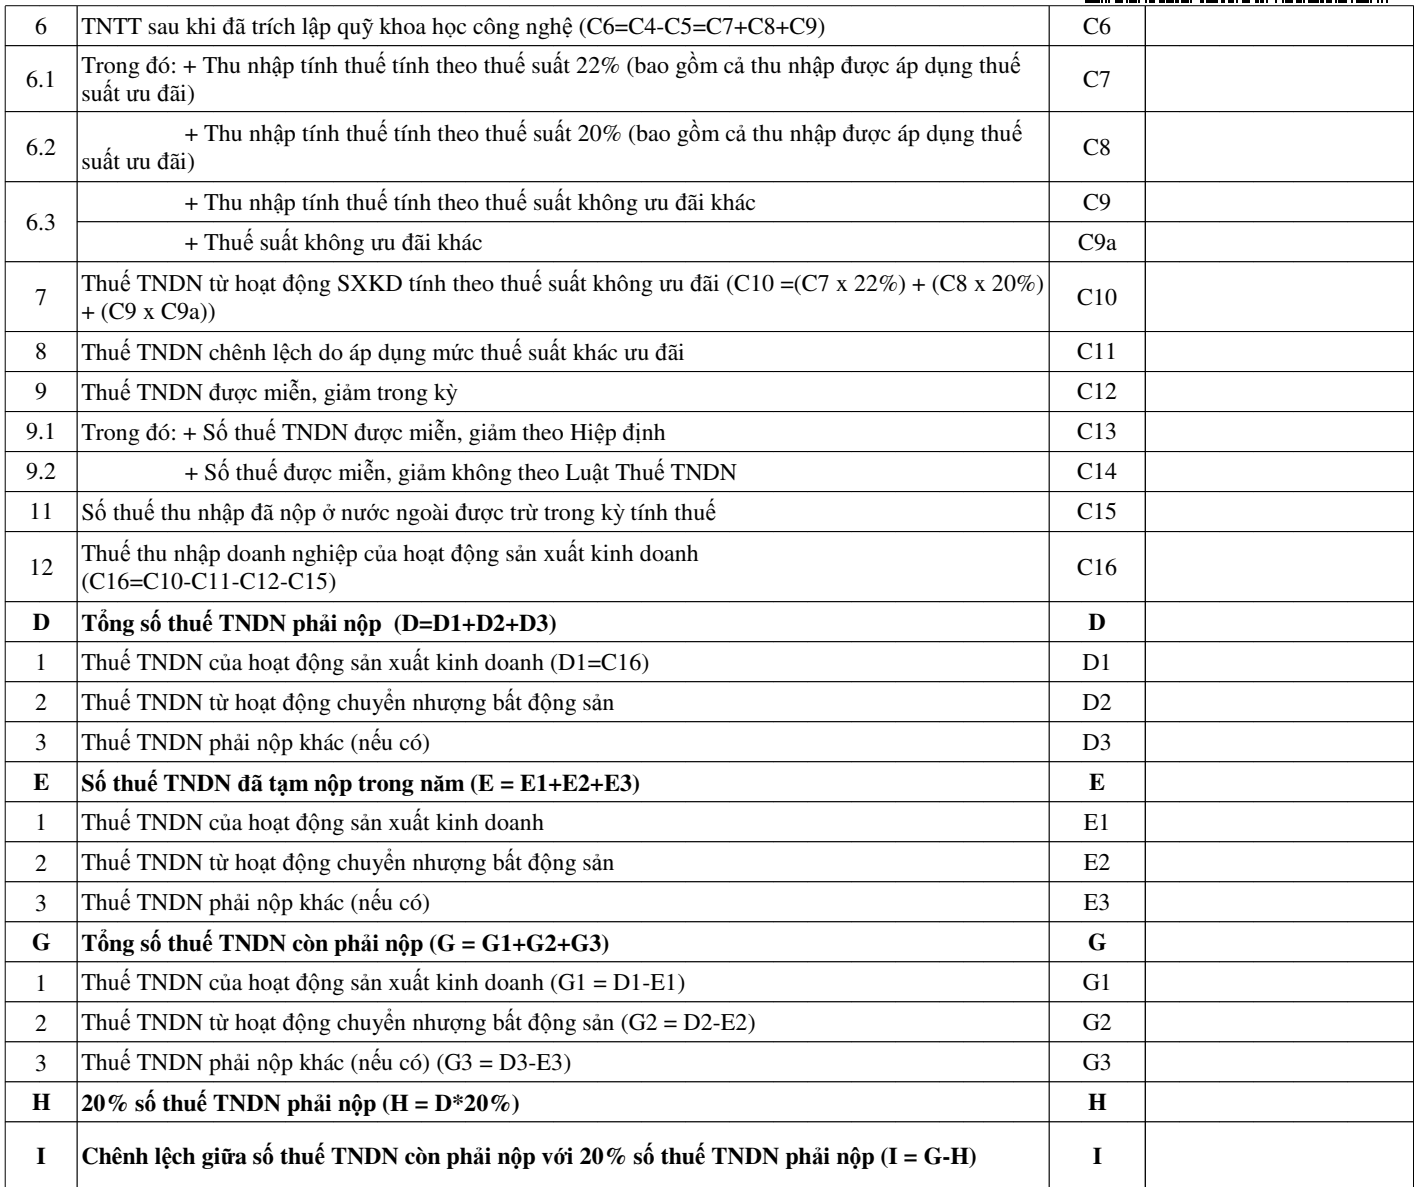 6 TNTT sau khi đã trích lập quỹ khoa học công nghệ (C6=C4-C5=C7+C8+C9) C6
6.1 Trong đó: + Thu nhập tính thuế tính theo thuế suất 22% (bao gồm cả thu nhập được áp dụng thuế
suất ưu đãi) C7
6.2 + Thu nhập tính thuế tính theo thuế suất 20% (bao gồm cả thu nhập được áp dụng thuế
suất ưu đãi) C8
6.3 + Thu nhập tính thuế tính theo thuế suất không ưu đãi khác C9
+ Thuế suất không ưu đãi khác C9a
7 Thuế TNDN từ hoạt động SXKD tính theo thuế suất không ưu đãi (C10 =(C7 x 22%) + (C8 x 20%)
+ (C9 x C9a)) C10
8 Thuế TNDN chênh lệch do áp dụng mức thuế suất khác ưu đãi C11
9 Thuế TNDN được miễn, giảm trong kỳ C12
9.1 Trong đó: + Số thuế TNDN được miễn, giảm theo Hiệp định C13
9.2 + Số thuế được miễn, giảm không theo Luật Thuế TNDN C14
11 Số thuế thu nhập đã nộp ở nước ngoài được trừ trong kỳ tính thuế C15
12 Thuế thu nhập doanh nghiệp của hoạt động sản xuất kinh doanh
(C16=C10-C11-C12-C15) C16
D Tổng số thuế TNDN phải nộp (D=D1+D2+D3) D
1 Thuế TNDN của hoạt động sản xuất kinh doanh (D1=C16) D1
2 Thuế TNDN từ hoạt động chuyển nhượng bất động sản D2
3 Thuế TNDN phải nộp khác (nếu có) D3
E Số thuế TNDN đã tạm nộp trong năm (E = E1+E2+E3) E
1 Thuế TNDN của hoạt động sản xuất kinh doanh E1
2 Thuế TNDN từ hoạt động chuyển nhượng bất động sản E2
3 Thuế TNDN phải nộp khác (nếu có) E3
G Tổng số thuế TNDN còn phải nộp (G = G1+G2+G3) G
1 Thuế TNDN của hoạt động sản xuất kinh doanh (G1 = D1-E1) G1
2 Thuế TNDN từ hoạt động chuyển nhượng bất động sản (G2 = D2-E2) G2
3 Thuế TNDN phải nộp khác (nếu có) (G3 = D3-E3) G3
H 20% số thuế TNDN phải nộp (H = D*20%) H
I Chênh lệch giữa số thuế TNDN còn phải nộp với 20% số thuế TNDN phải nộp (I = G-H) I